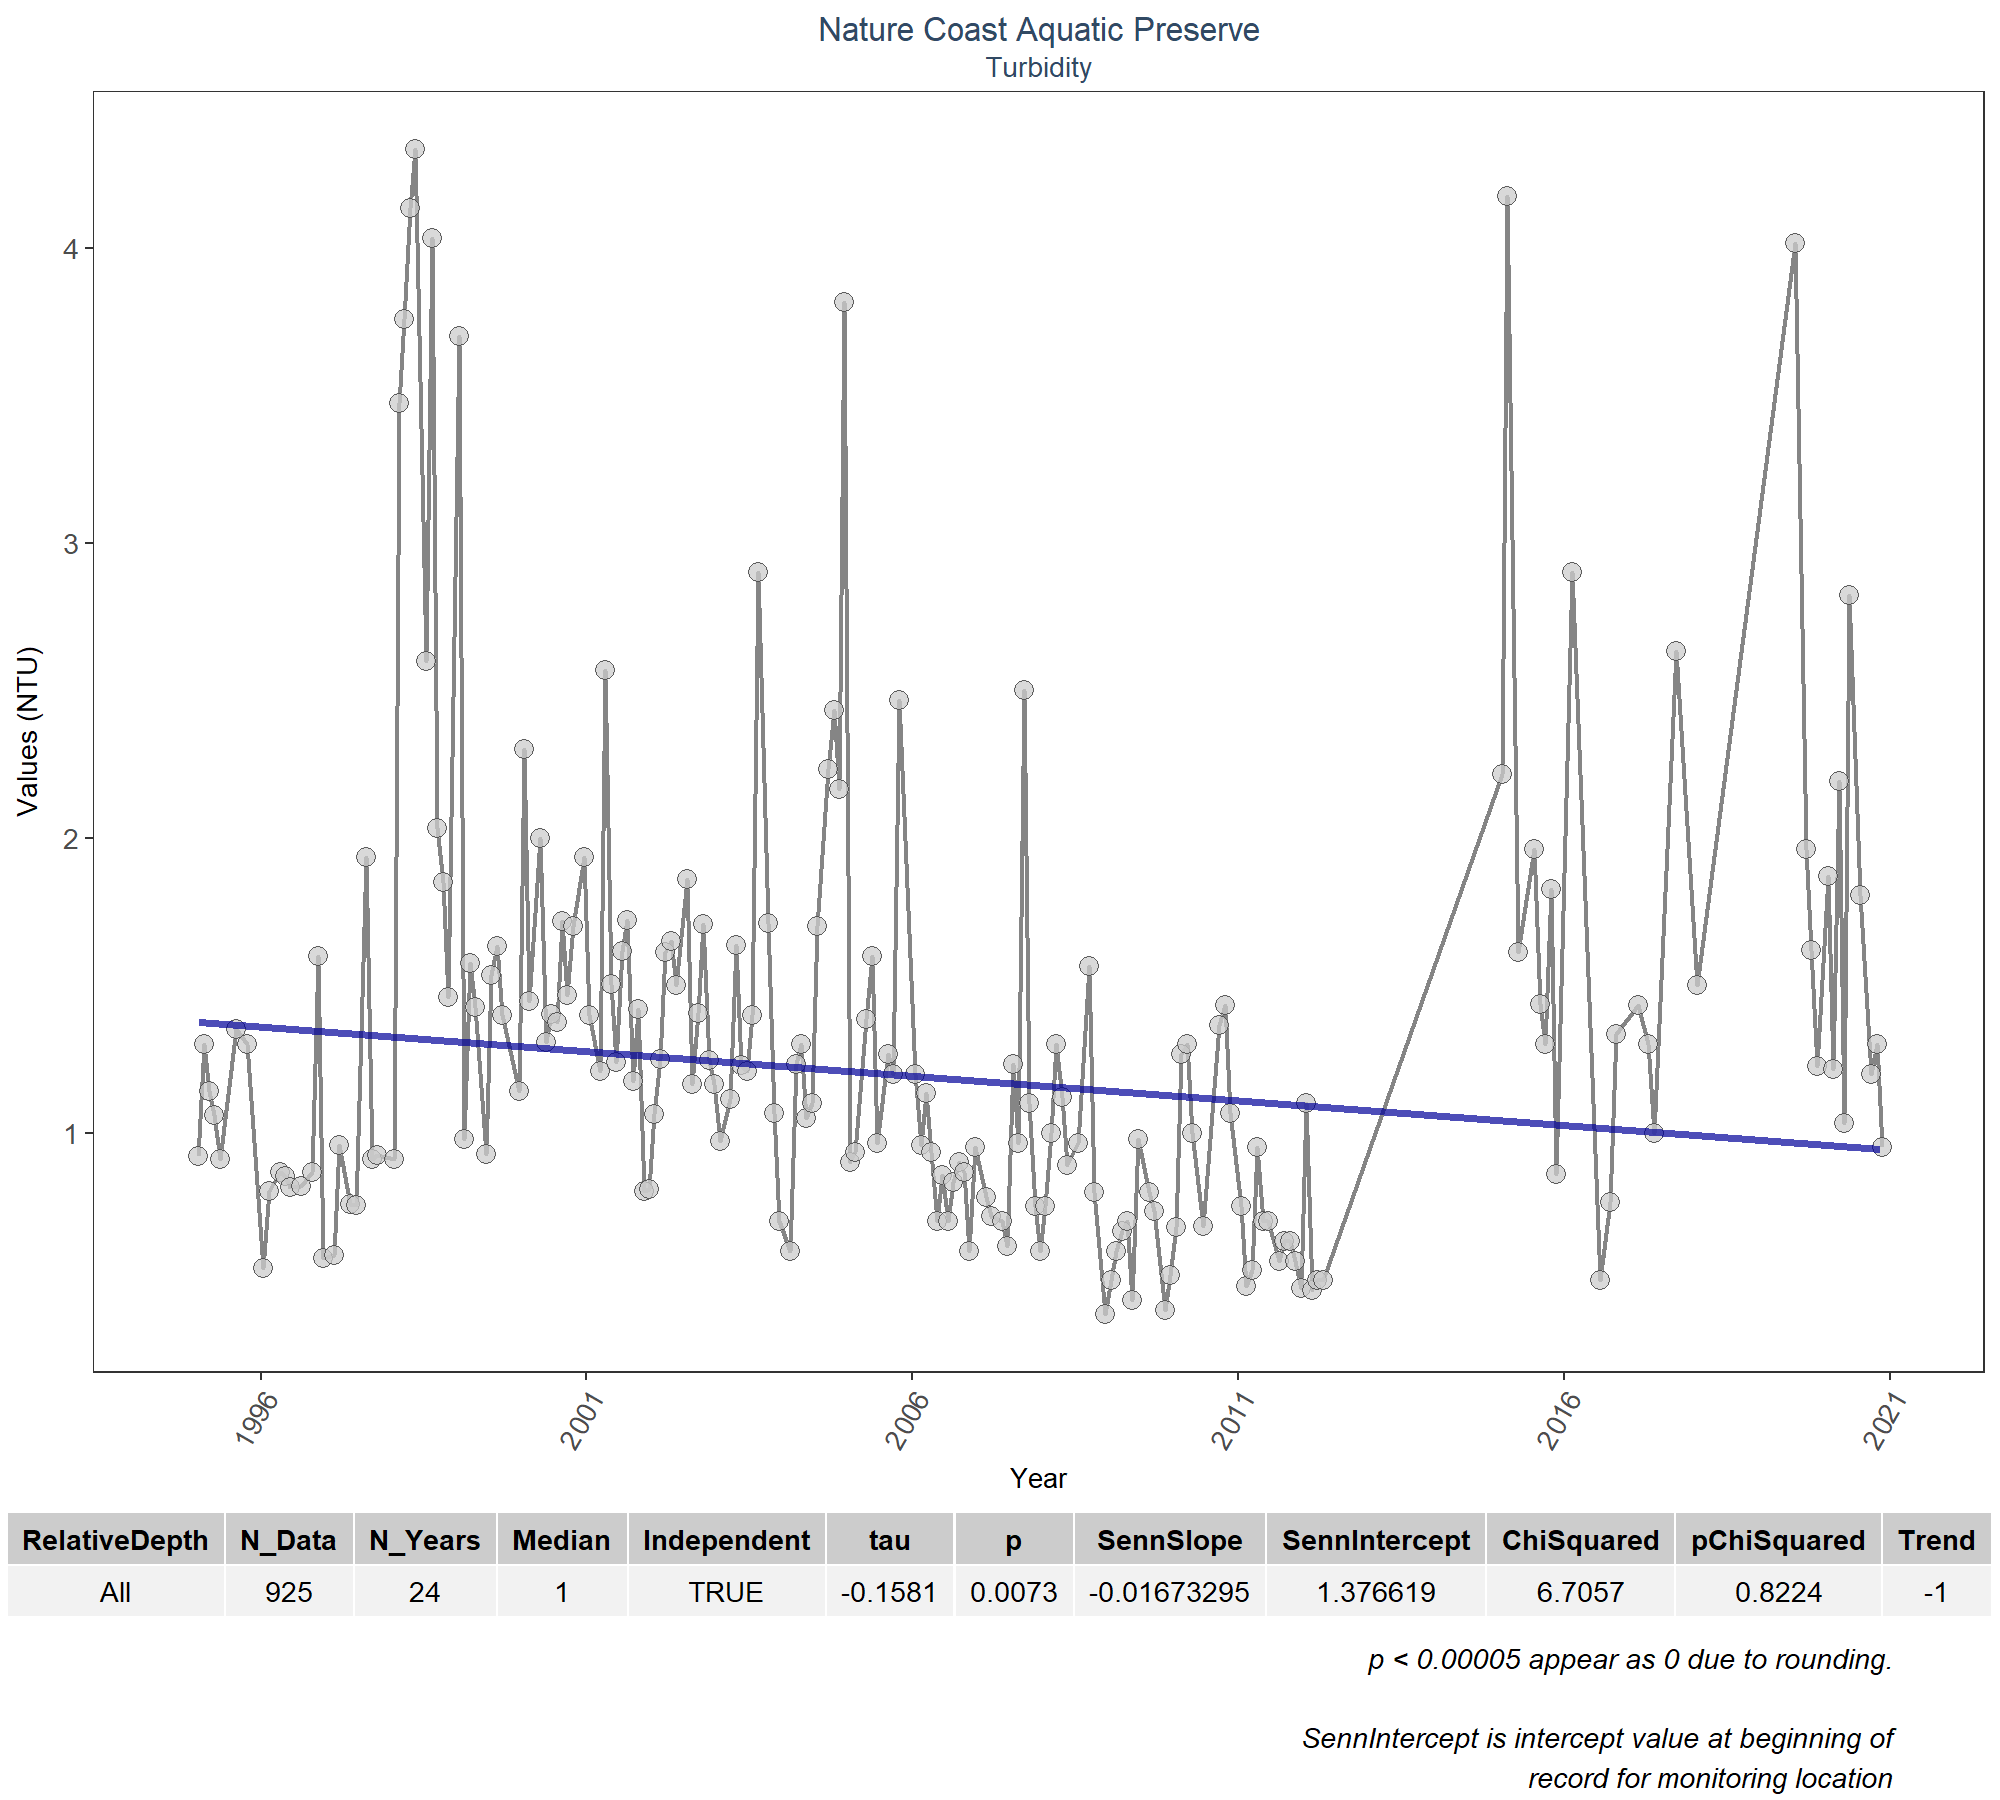 Nature Coast Aquatic Preserve
Turbidity
Values (NTU)
4
3
2
1
1996 2001 2006 2011 2016 2021
Year
RelativeDepth N_Data N_Years Median Independent tau p SennSlope SennIntercept ChiSquared pChiSquared Trend
All 925 24 1 TRUE -0.1581 0.0073 -0.01673295 1.376619 6.7057 0.8224 -1
p < 0.00005 appear as 0 due to rounding.
SennIntercept is intercept value at beginning of
record for monitoring location